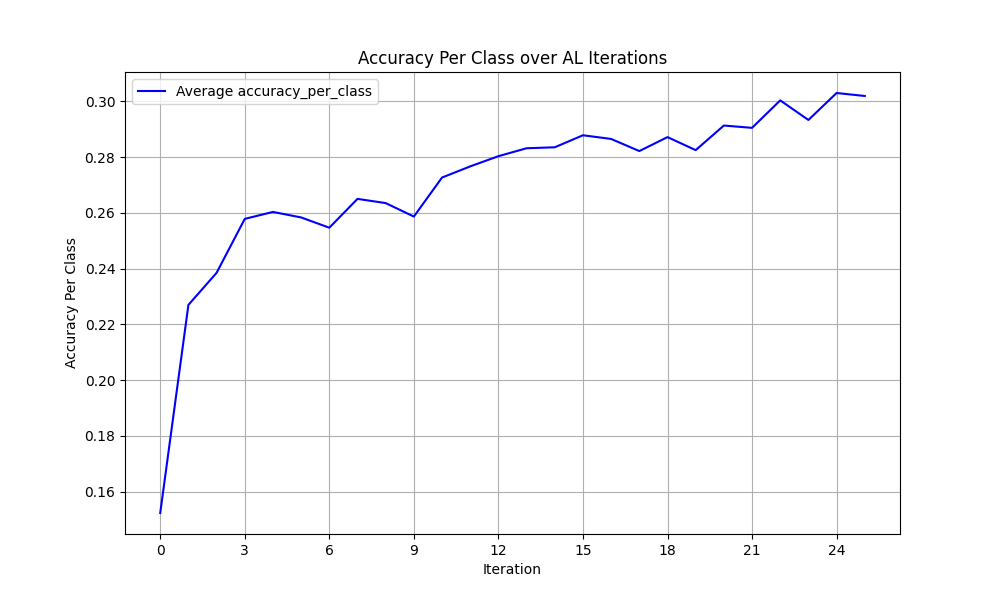 Accuracy Per Class over AL Iterations
Average accuracy_per_class
Accuracy Per Class
0.30
0.28
0.26
0.24
0.22
0.20
0.18
0.16
0 3 6 9 12 15 18 21 24
Iteration